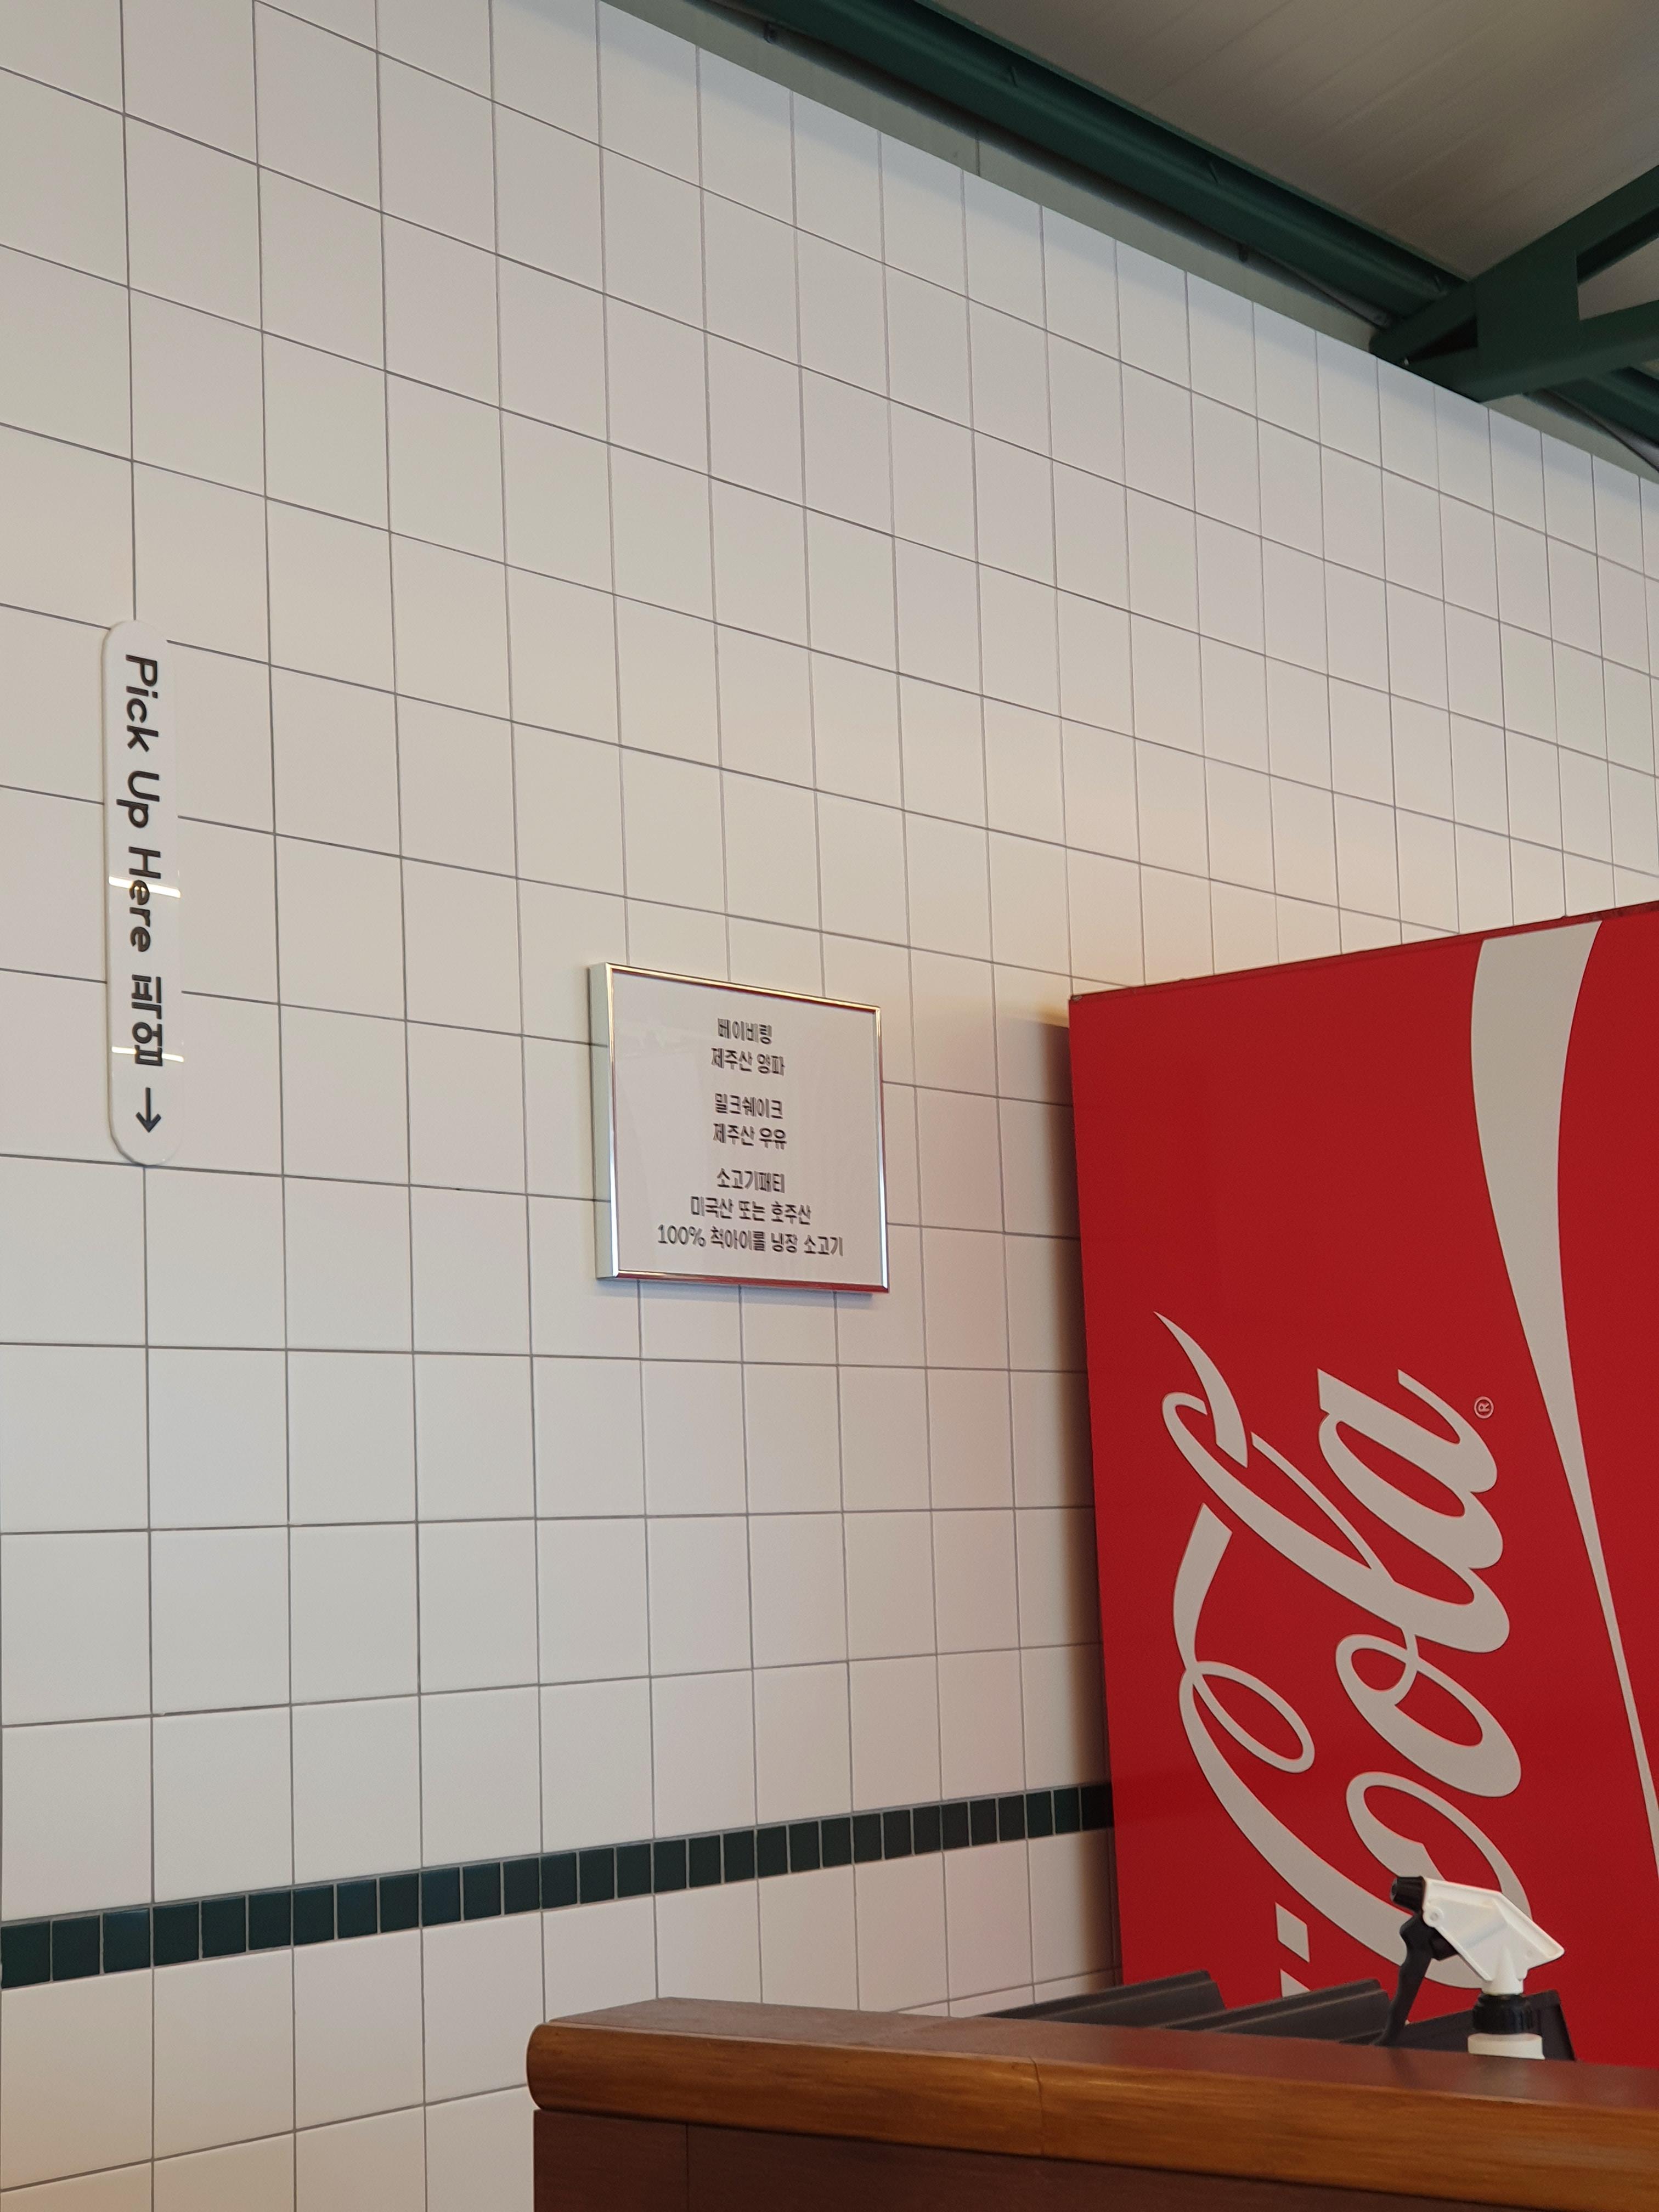 Pick Up Here 픽업 →
베이비링
제주산 양파
밀크쉐이크
제주산 우유
소고기패티
미국산 또는 호주산
100% 척아이롤 냉장 소고기
Cola®